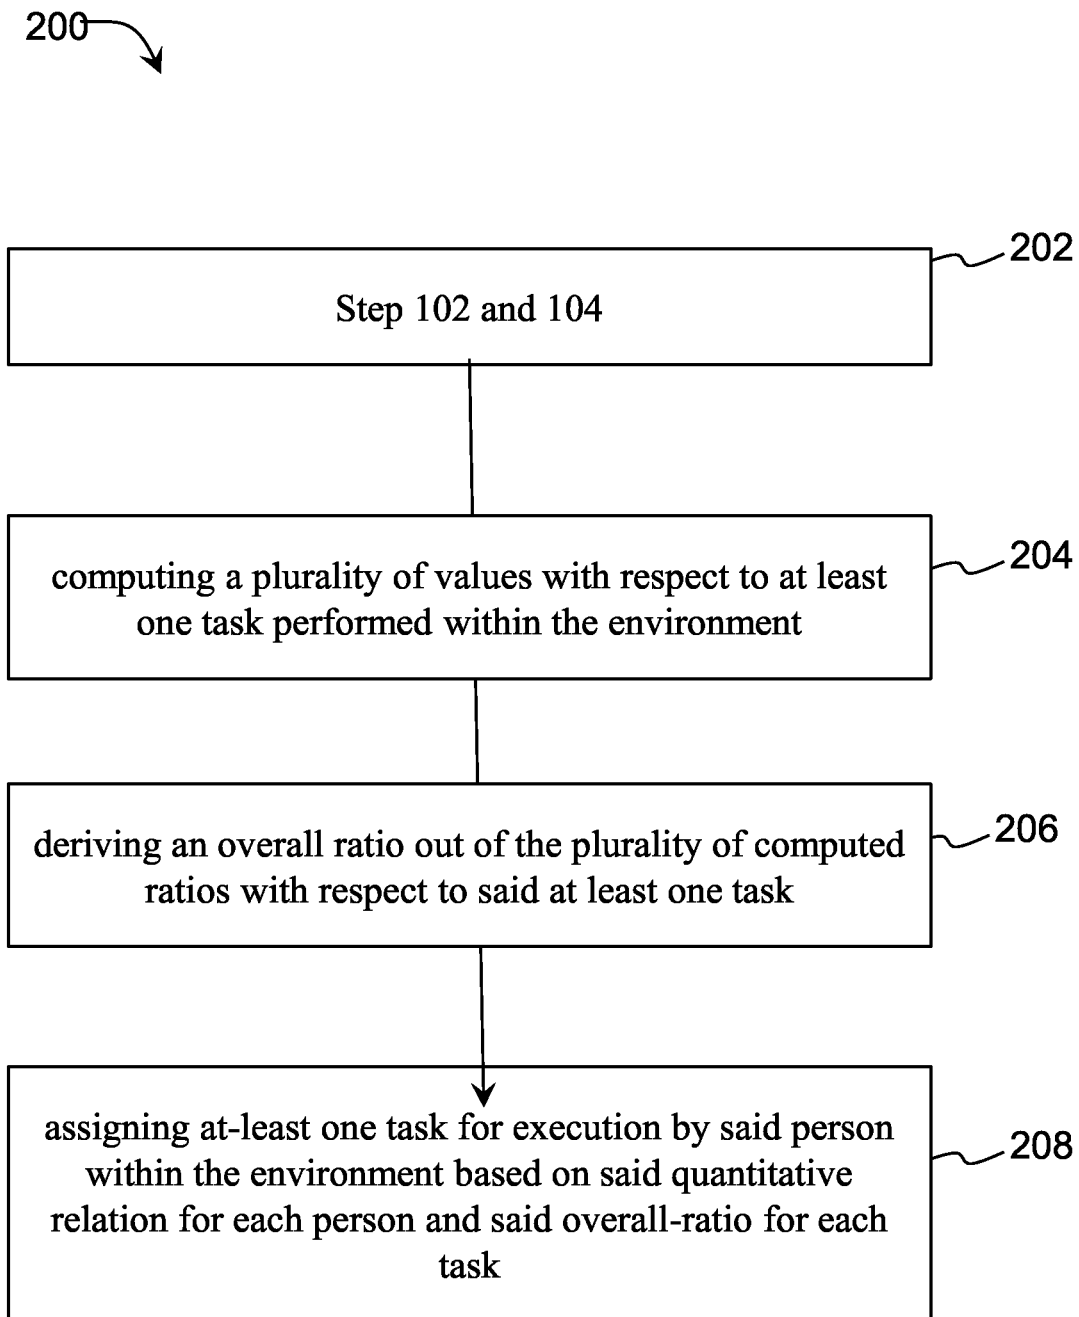 200
202
Step 102 and 104
204
computing a plurality of values with respect to at least
one task performed within the environment
206
deriving an overall ratio out of the plurality of computed
ratios with respect to said at least one task
208
assigning at-least one task for execution by said person
within the environment based on said quantitative
relation for each person and said overall-ratio for each
task